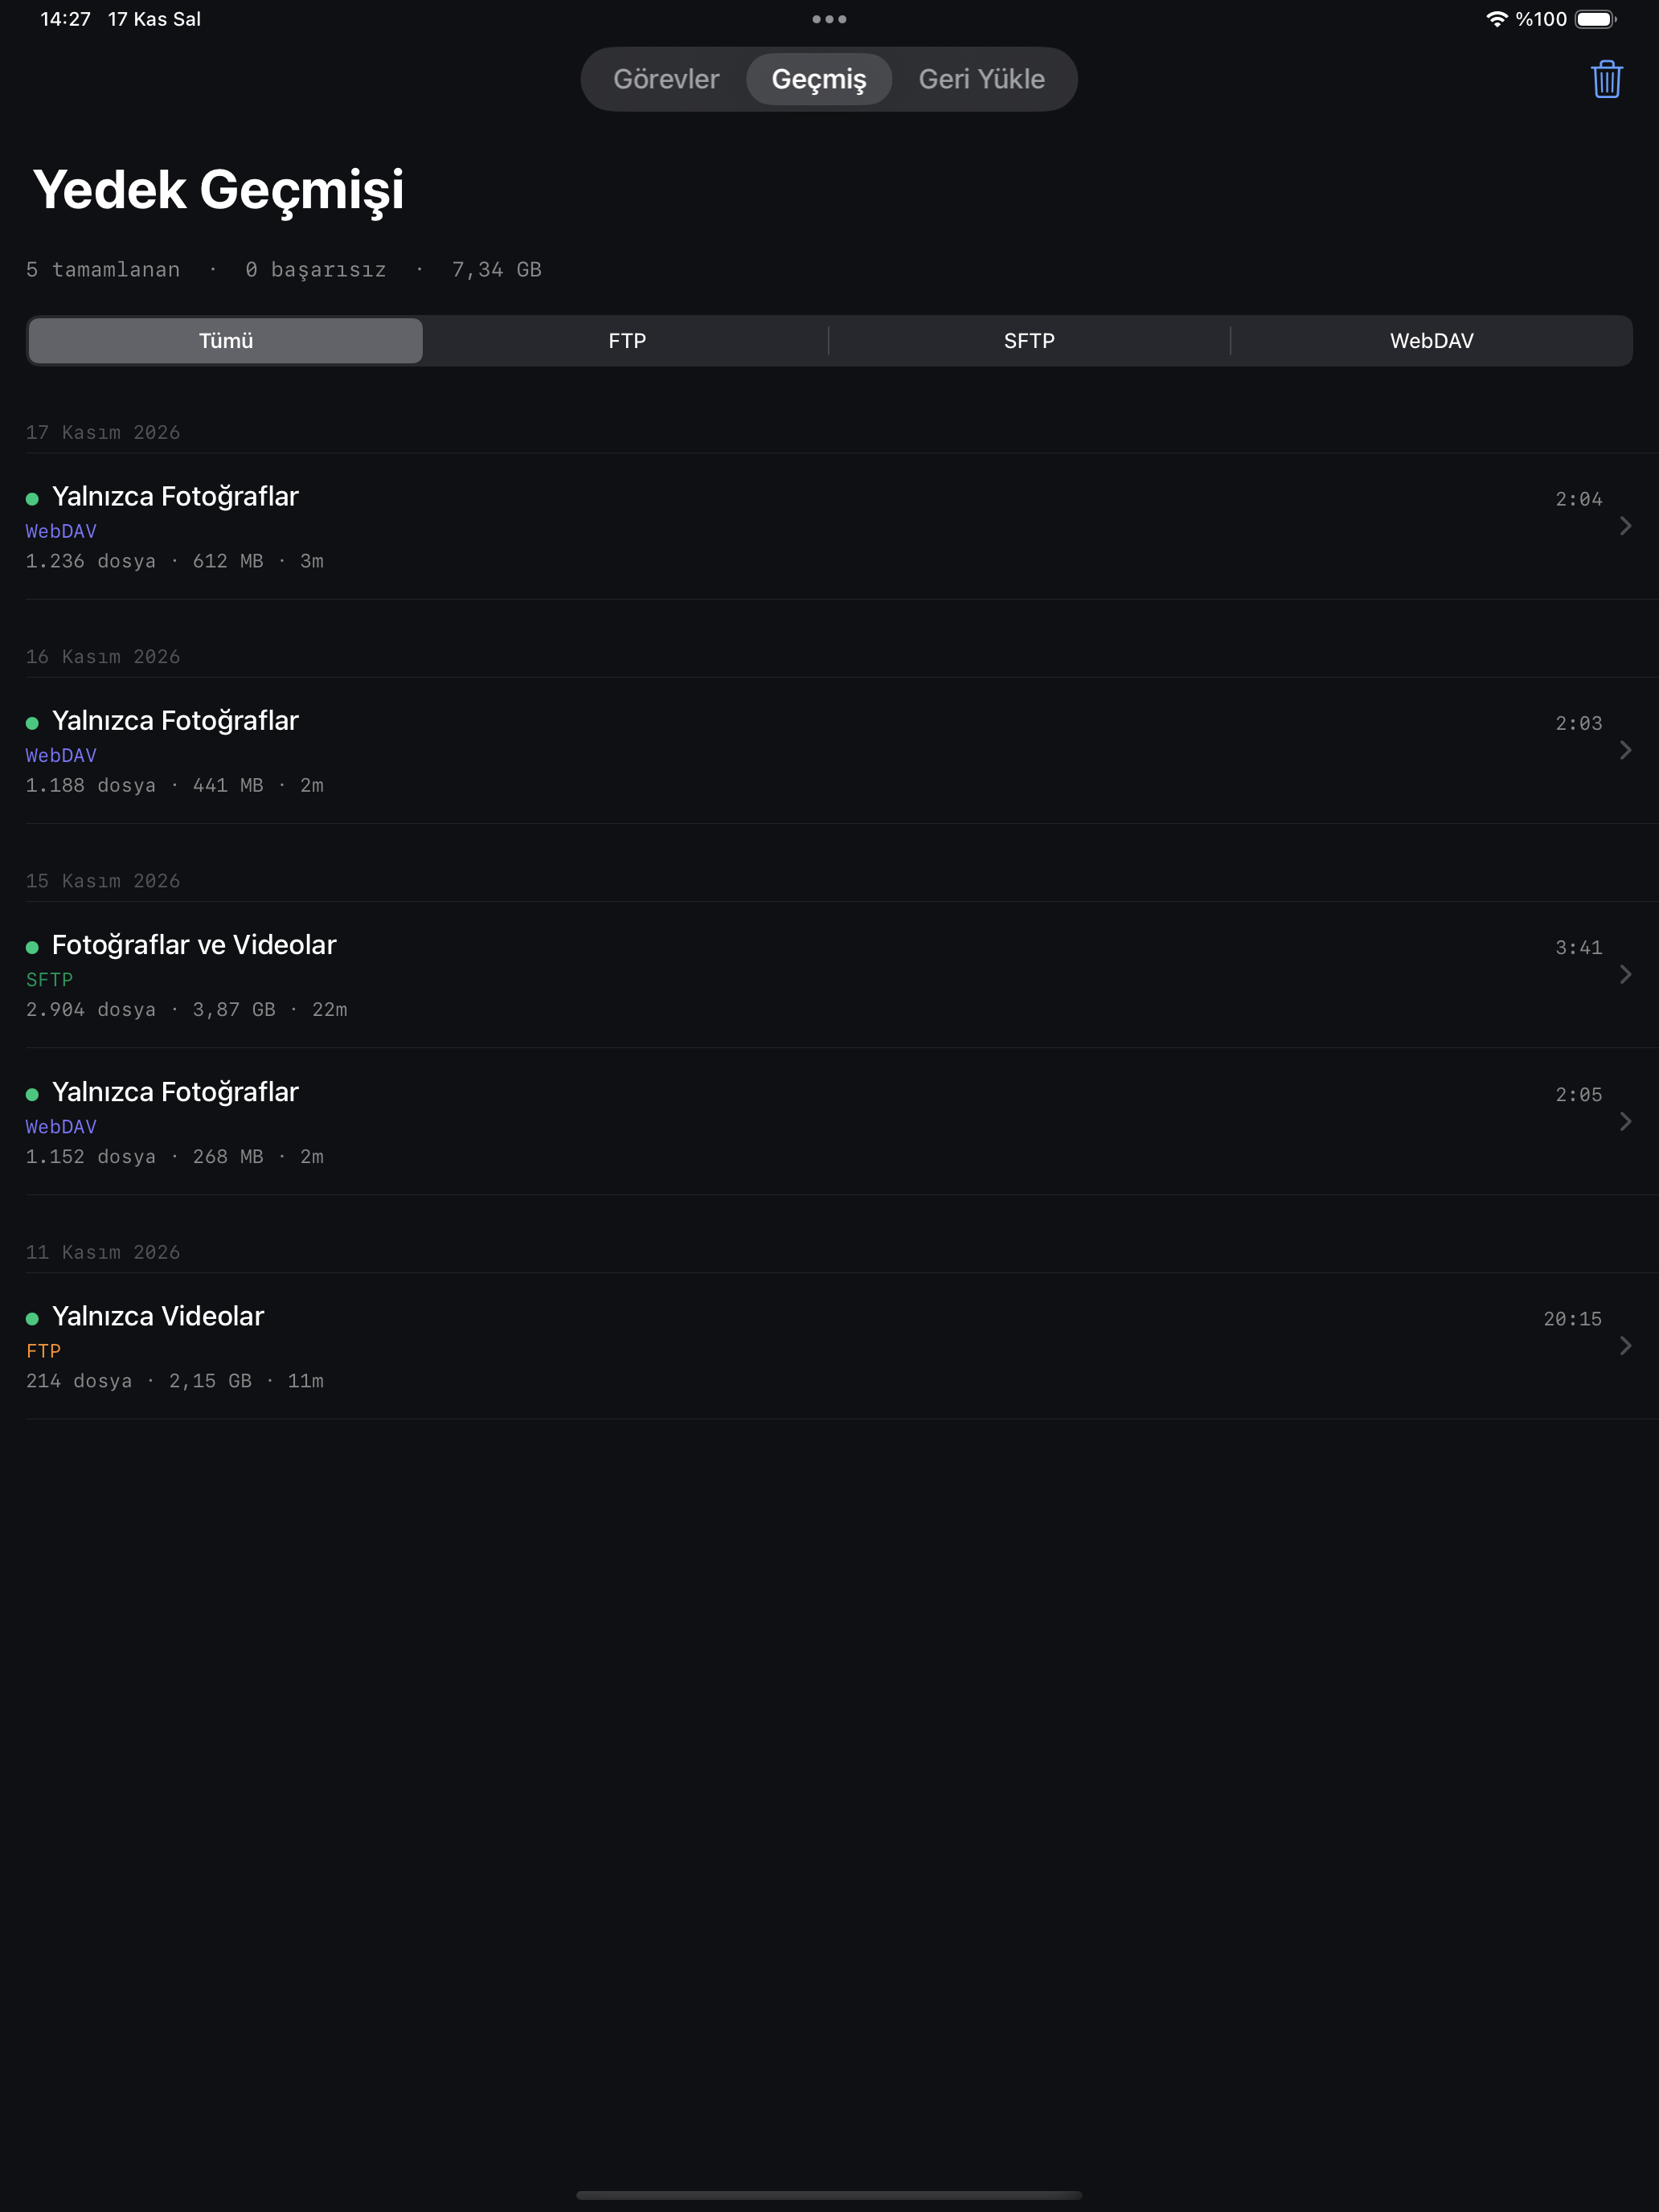 14:27 17 Kas Sal %100
Görevler Geçmiş Geri Yükle
Yedek Geçmişi
5 tamamlanan · 0 başarısız · 7,34 GB
Tümü FTP SFTP WebDAV
17 Kasım 2026
Yalnızca Fotoğraflar 2:04
WebDAV
1.236 dosya · 612 MB · 3m
16 Kasım 2026
Yalnızca Fotoğraflar 2:03
WebDAV
1.188 dosya · 441 MB · 2m
15 Kasım 2026
Fotoğraflar ve Videolar 3:41
SFTP
2.904 dosya · 3,87 GB · 22m
Yalnızca Fotoğraflar 2:05
WebDAV
1.152 dosya · 268 MB · 2m
11 Kasım 2026
Yalnızca Videolar 20:15
FTP
214 dosya · 2,15 GB · 11m